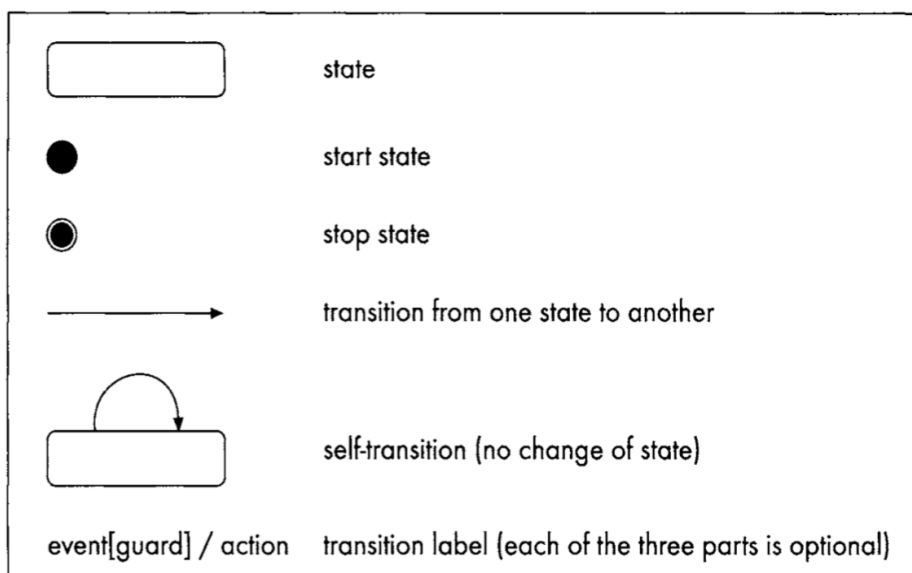 state
start state
stop state
transition from one state to another
self-transition (no change of state)
event[guard] / action transition label (each of the three parts is optional)